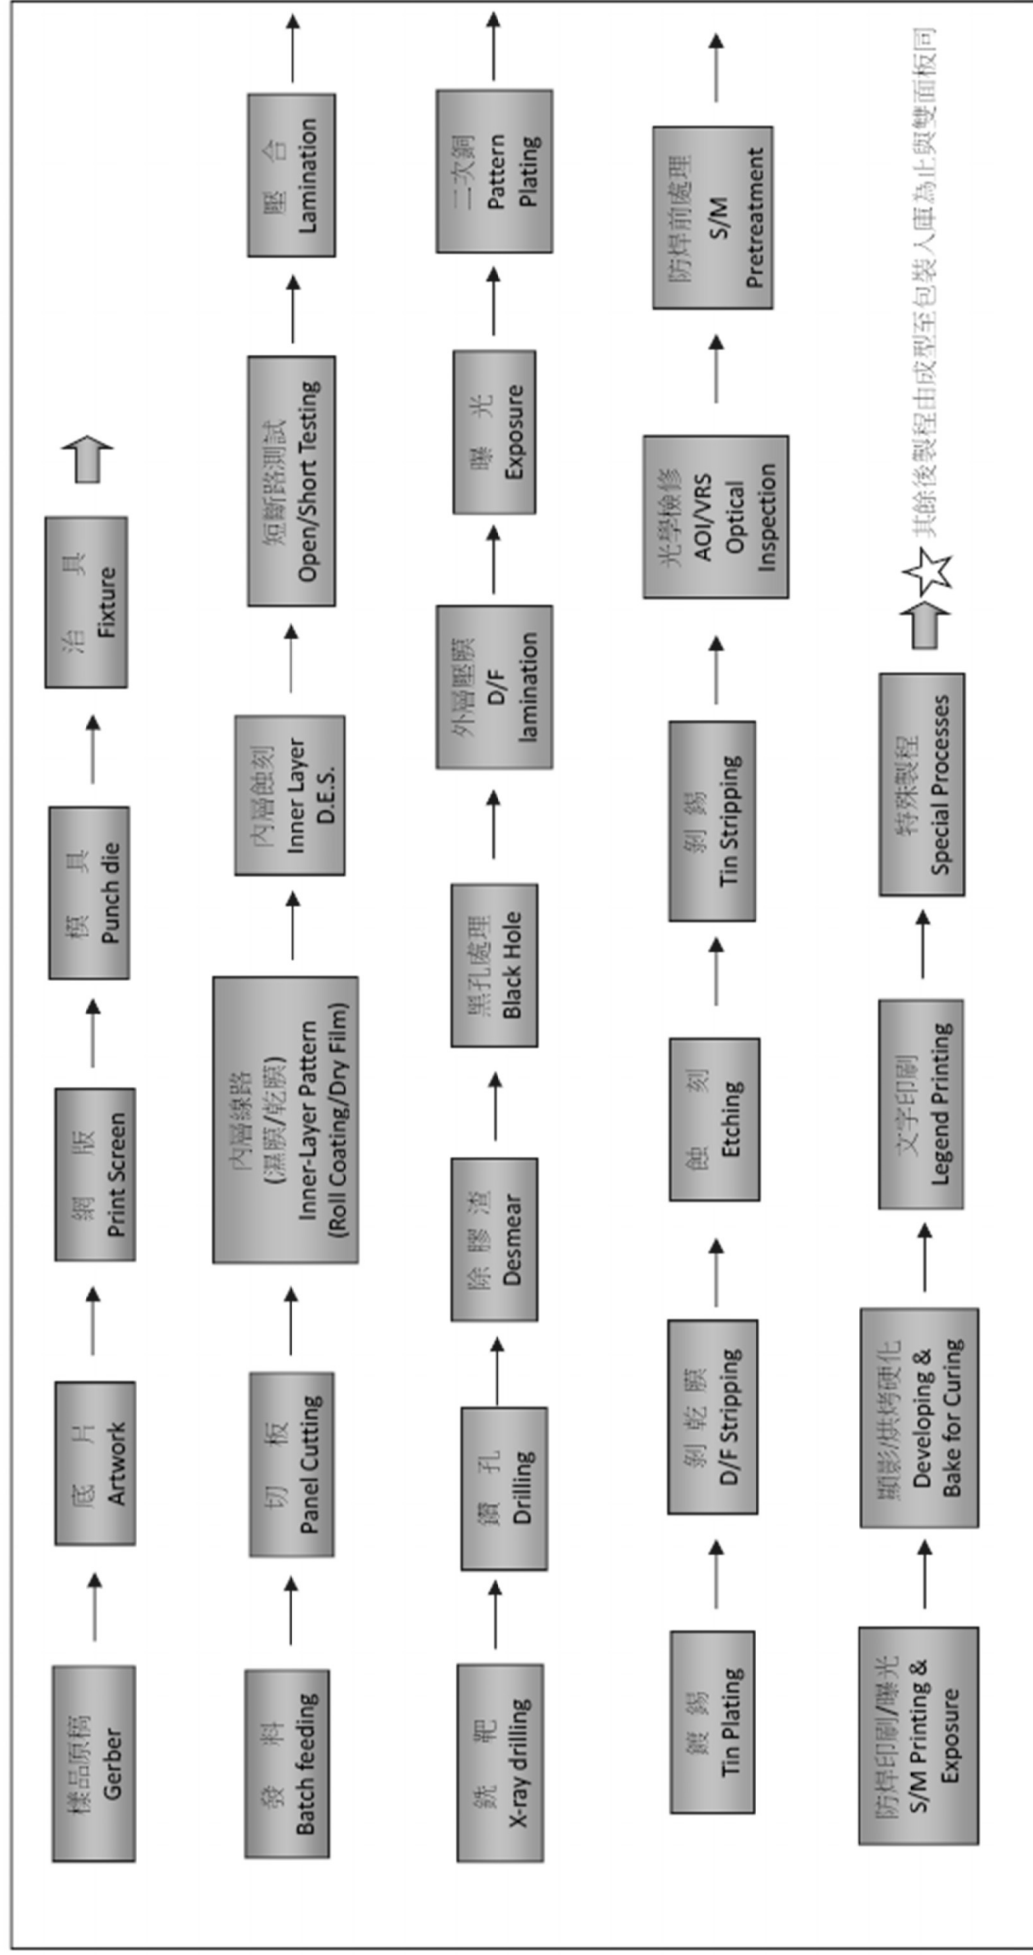 樣品原稿
Gerber
底 片
Artwork
網 版
Print Screen
模 具
Punch die
治 具
Fixture
發 料
Batch feeding
切 板
Panel Cutting
內層線路
(濕膜/乾膜)
Inner-Layer Pattern
(Roll Coating/Dry Film)
內層蝕刻
Inner Layer
D.E.S.
短斷路測試
Open/Short Testing
壓 合
Lamination
銑 靶
X-ray drilling
鑽 孔
Drilling
除 膠 渣
Desmear
黑孔處理
Black Hole
外層壓膜
D/F
lamination
曝 光
Exposure
二次銅
Pattern
Plating
鍍 錫
Tin Plating
剝 乾 膜
D/F Stripping
蝕 刻
Etching
剝 錫
Tin Stripping
光學檢修
AOI/VRS
Optical
Inspection
防焊前處理
S/M
Pretreatment
防焊印刷/曝光
S/M Printing &
Exposure
顯影/烘烤硬化
Developing &
Bake for Curing
文字印刷
Legend Printing
特殊製程
Special Processes
其餘後製程由成型至包裝入庫為止與雙面板同